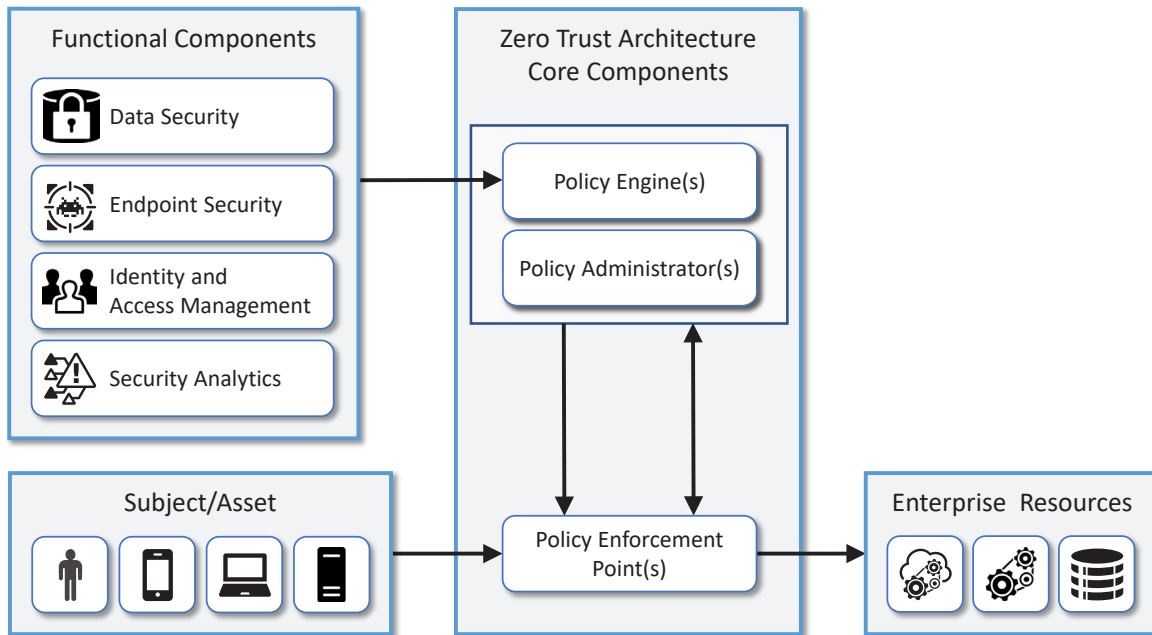 Functional Components
Data Security
Endpoint Security
Identity and
Access Management
Security Analytics
Zero Trust Architecture
Core Components
Policy Engine(s)
Policy Administrator(s)
Subject/Asset
Policy Enforcement
Point(s)
Enterprise Resources